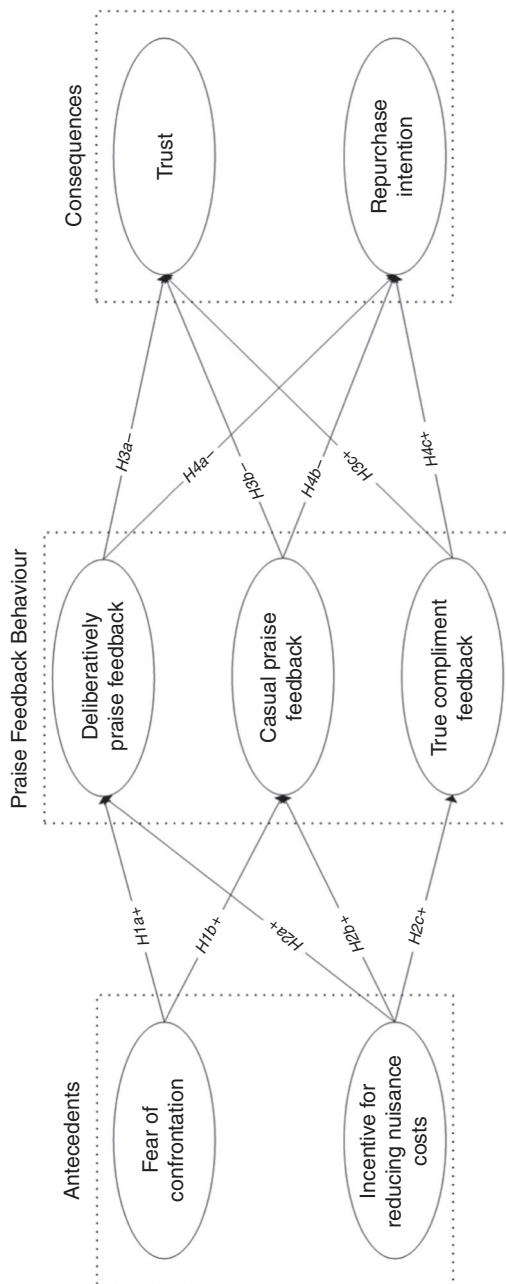 Antecedents
Fear of
confrontation
Incentive for
reducing nuisance
costs
H1a+
H1b+
H2a+
H2b+
H2c+
Praise Feedback Behaviour
Deliberatively
praise feedback
Casual praise
feedback
True compliment
feedback
H3a−
H4a−
H3b−
H4b−
H3c+
H4c+
Consequences
Trust
Repurchase
intention